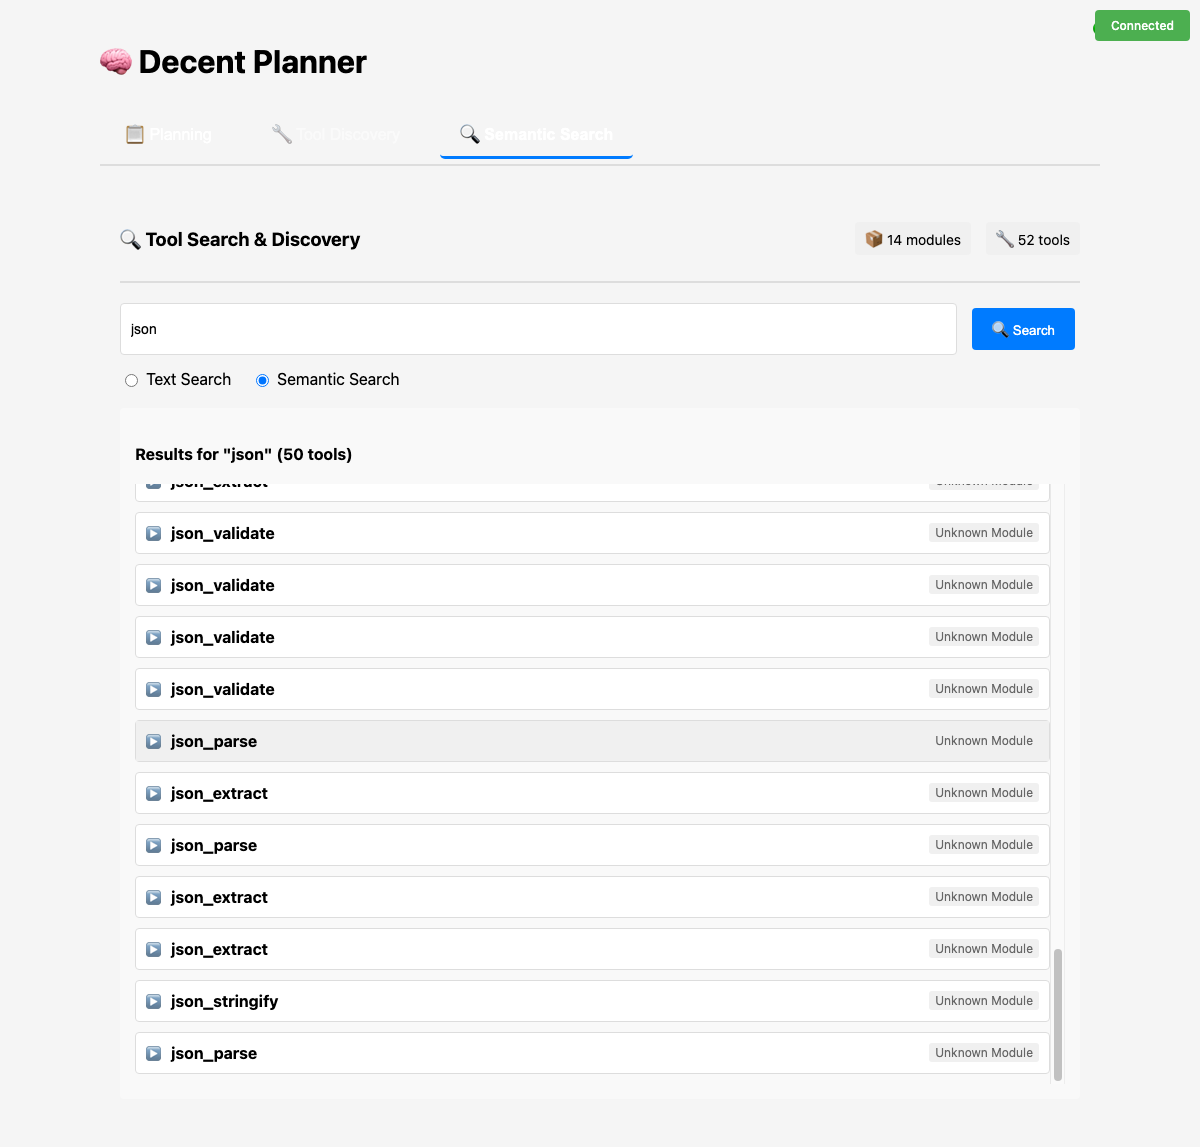 Connected
Decent Planner
Planning
Tool Discovery
Semantic Search
Tool Search & Discovery
14 modules
52 tools
json
Search
Text Search
Semantic Search
Results for "json" (50 tools)
json_extract Unknown Module
json_validate Unknown Module
json_validate Unknown Module
json_validate Unknown Module
json_validate Unknown Module
json_parse Unknown Module
json_extract Unknown Module
json_parse Unknown Module
json_extract Unknown Module
json_extract Unknown Module
json_stringify Unknown Module
json_parse Unknown Module